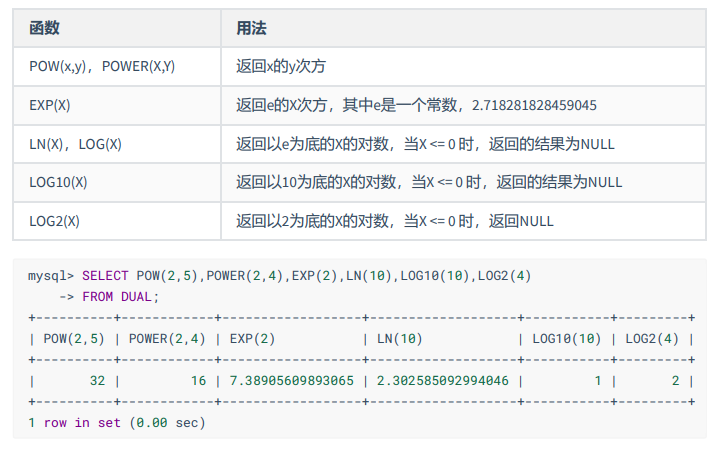 函数 用法
POW(x,y)，POWER(X,Y) 返回x的y次方
EXP(X) 返回e的X次方，其中e是一个常数，2.718281828459045
LN(X)，LOG(X) 返回以e为底的X的对数，当X <= 0 时，返回的结果为NULL
LOG10(X) 返回以10为底的X的对数，当X <= 0 时，返回的结果为NULL
LOG2(X) 返回以2为底的X的对数，当X <= 0 时，返回NULL
mysql> SELECT POW(2,5),POWER(2,4),EXP(2),LN(10),LOG10(10),LOG2(4)
    -> FROM DUAL;
+----------+------------+------------------+-------------------+-----------+---------+
| POW(2,5) | POWER(2,4) | EXP(2)           | LN(10)            | LOG10(10) | LOG2(4) |
+----------+------------+------------------+-------------------+-----------+---------+
|       32 |         16 | 7.38905609893065 | 2.302585092994046 |         1 |       2 |
+----------+------------+------------------+-------------------+-----------+---------+
1 row in set (0.00 sec)